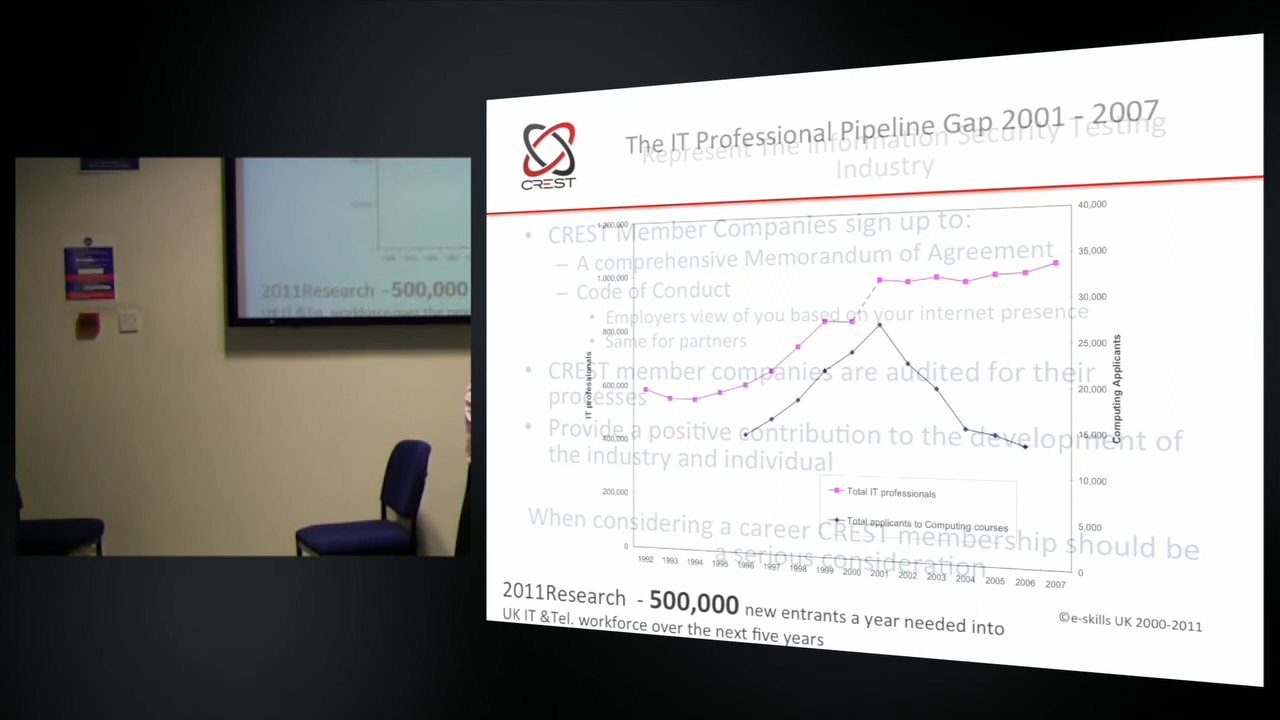 CREST
The IT Professional Pipeline Gap 2001 - 2007
Represent The Information Security Testing
Industry
• CREST Member Companies sign up to:
– A comprehensive Memorandum of Agreement
– Code of Conduct
• Employers view of you based on your internet presence
• Same for partners
• CREST member companies are audited for their
processes
• Provide a positive contribution to the development of
the industry and individual
When considering a career CREST membership should be
a serious consideration
IT professionals
1,200,000
1,000,000
800,000
600,000
400,000
200,000
0
40,000
35,000
30,000
25,000
20,000
15,000
10,000
5,000
0
Computing Applicants
Total IT professionals
Total applicants to Computing courses
1992 1993 1994 1995 1996 1997 1998 1999 2000 2001 2002 2003 2004 2005 2006 2007
2011Research - 500,000 new entrants a year needed into
UK IT &Tel. workforce over the next five years
©e-skills UK 2000-2011
2011Research - 500,000